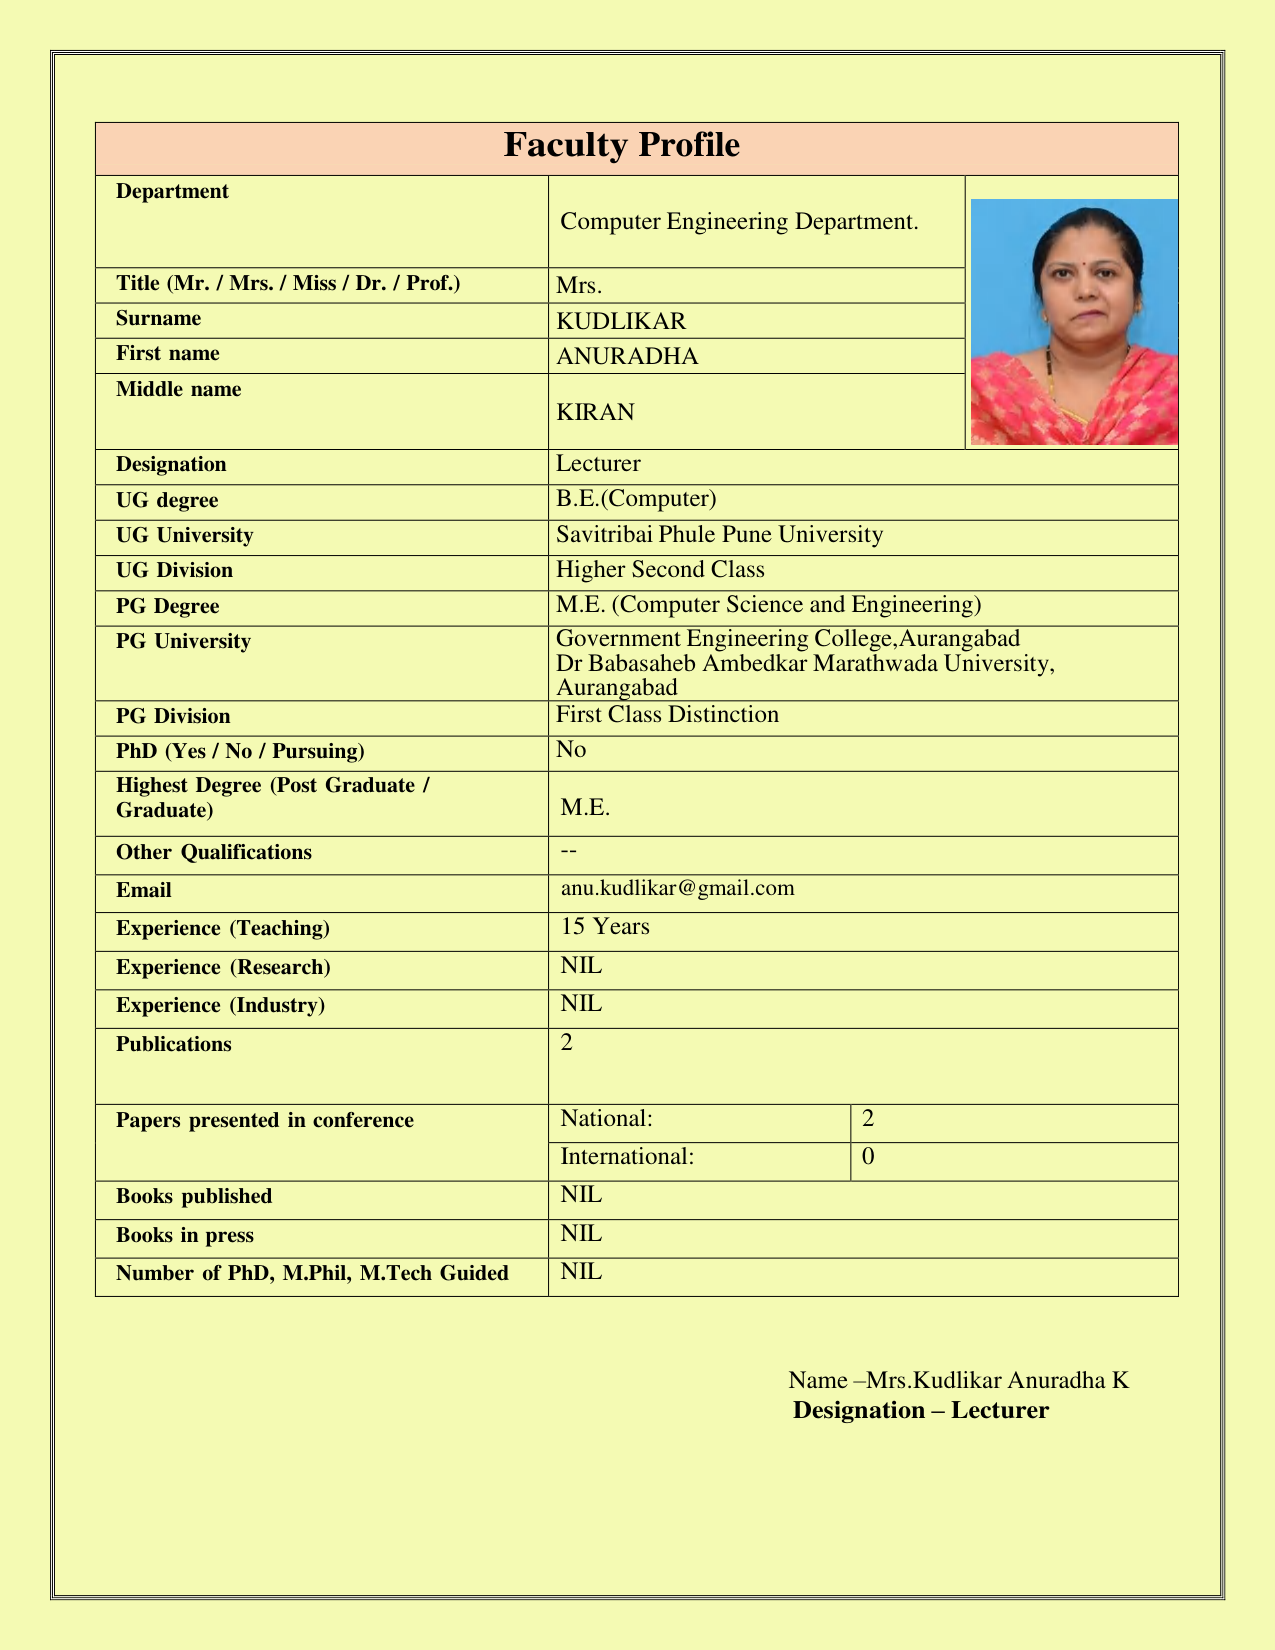 Faculty Profile
Department
Computer Engineering Department.
Title (Mr. / Mrs. / Miss / Dr. / Prof.)
Mrs.
Surname
KUDLIKAR
First name
ANURADHA
Middle name
KIRAN
Designation
Lecturer
UG degree
B.E.(Computer)
UG University
Savitribai Phule Pune University
UG Division
Higher Second Class
PG Degree
M.E. (Computer Science and Engineering)
PG University
Government Engineering College,Aurangabad
Dr Babasaheb Ambedkar Marathwada University,
Aurangabad
PG Division
First Class Distinction
PhD (Yes / No / Pursuing)
No
Highest Degree (Post Graduate /
Graduate)
M.E.
Other Qualifications
--
Email
anu.kudlikar@gmail.com
Experience (Teaching)
15 Years
Experience (Research)
NIL
Experience (Industry)
NIL
Publications
2
Papers presented in conference
National:
2
International:
0
Books published
NIL
Books in press
NIL
Number of PhD, M.Phil, M.Tech Guided
NIL
Name –Mrs.Kudlikar Anuradha K
Designation – Lecturer